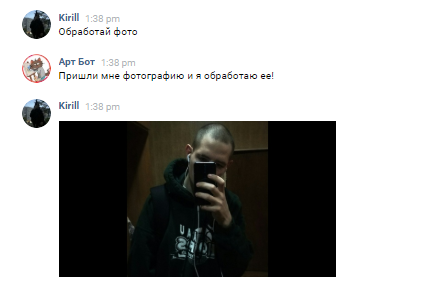 Kirill 1:38 pm
Обработай фото
Арт Бот 1:38 pm
Пришли мне фотографию и я обработаю ее!
Kirill 1:38 pm